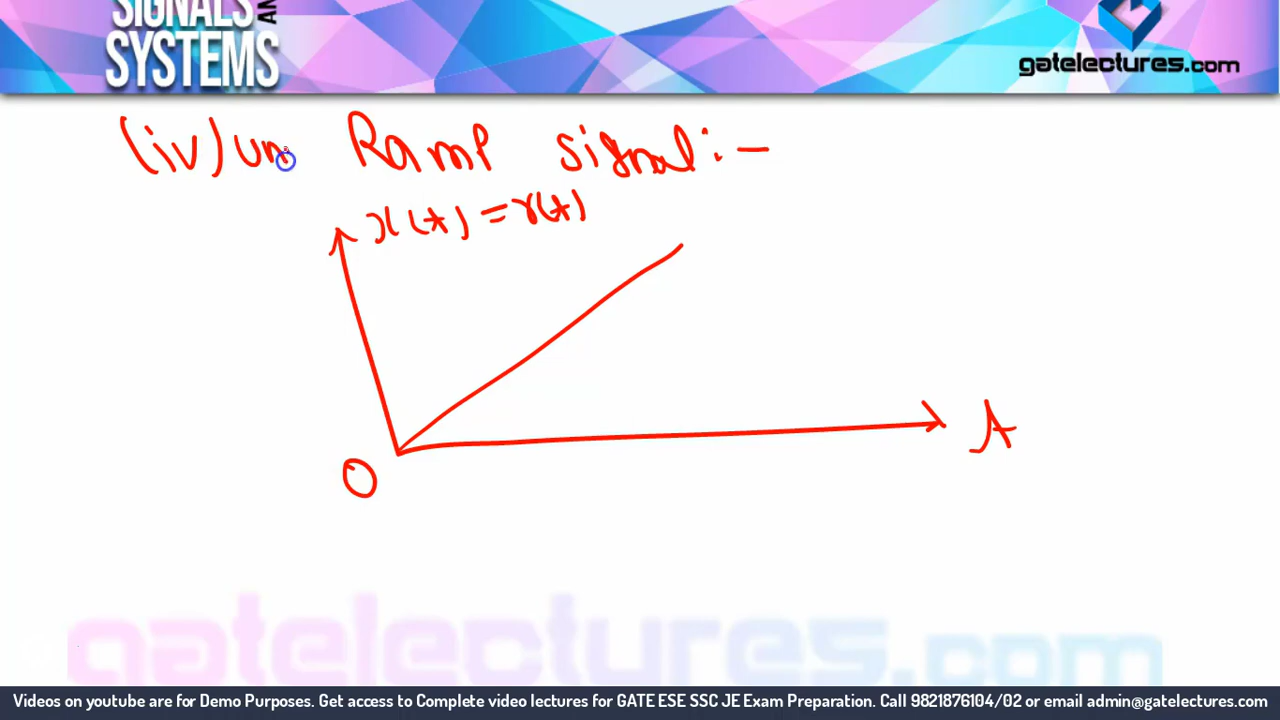 SIGNALS AND
SYSTEMS
gatelectures.com
(iv) un Ramp signal :-
x(t) = r(t)
t
0
gatelectures.com
Videos on youtube are for Demo Purposes. Get access to Complete video lectures for GATE ESE SSC JE Exam Preparation. Call 9821876104/02 or email admin@gatelectures.com